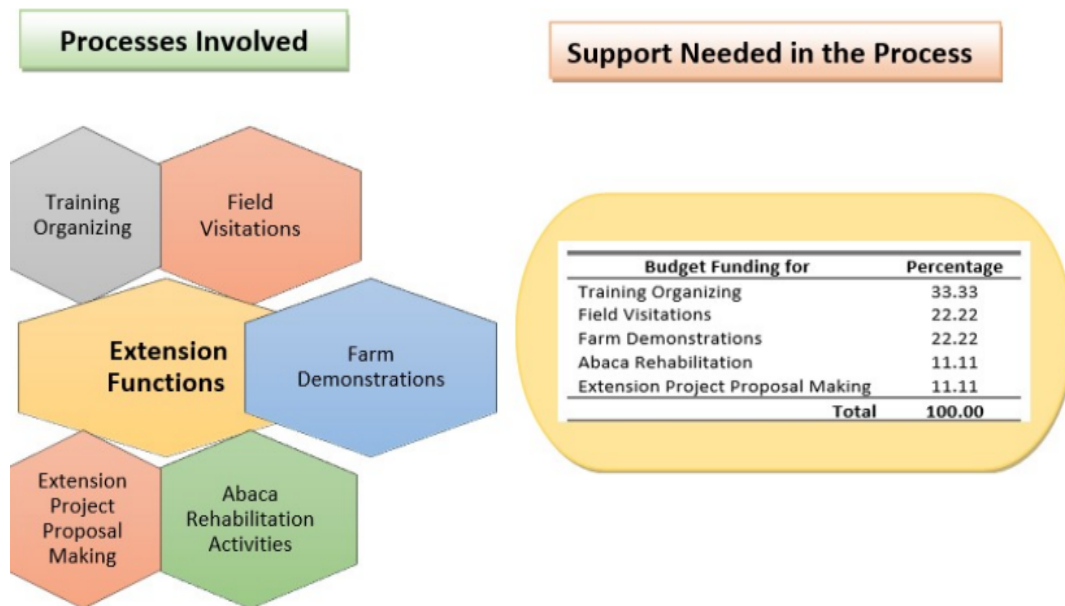 Processes Involved
Support Needed in the Process
Training
Organizing
Field
Visitations
Extension
Functions
Farm
Demonstrations
Extension
Project
Proposal
Making
Abaca
Rehabilitation
Activities
Budget Funding for Percentage
Training Organizing 33.33
Field Visitations 22.22
Farm Demonstrations 22.22
Abaca Rehabilitation 11.11
Extension Project Proposal Making 11.11
Total 100.00